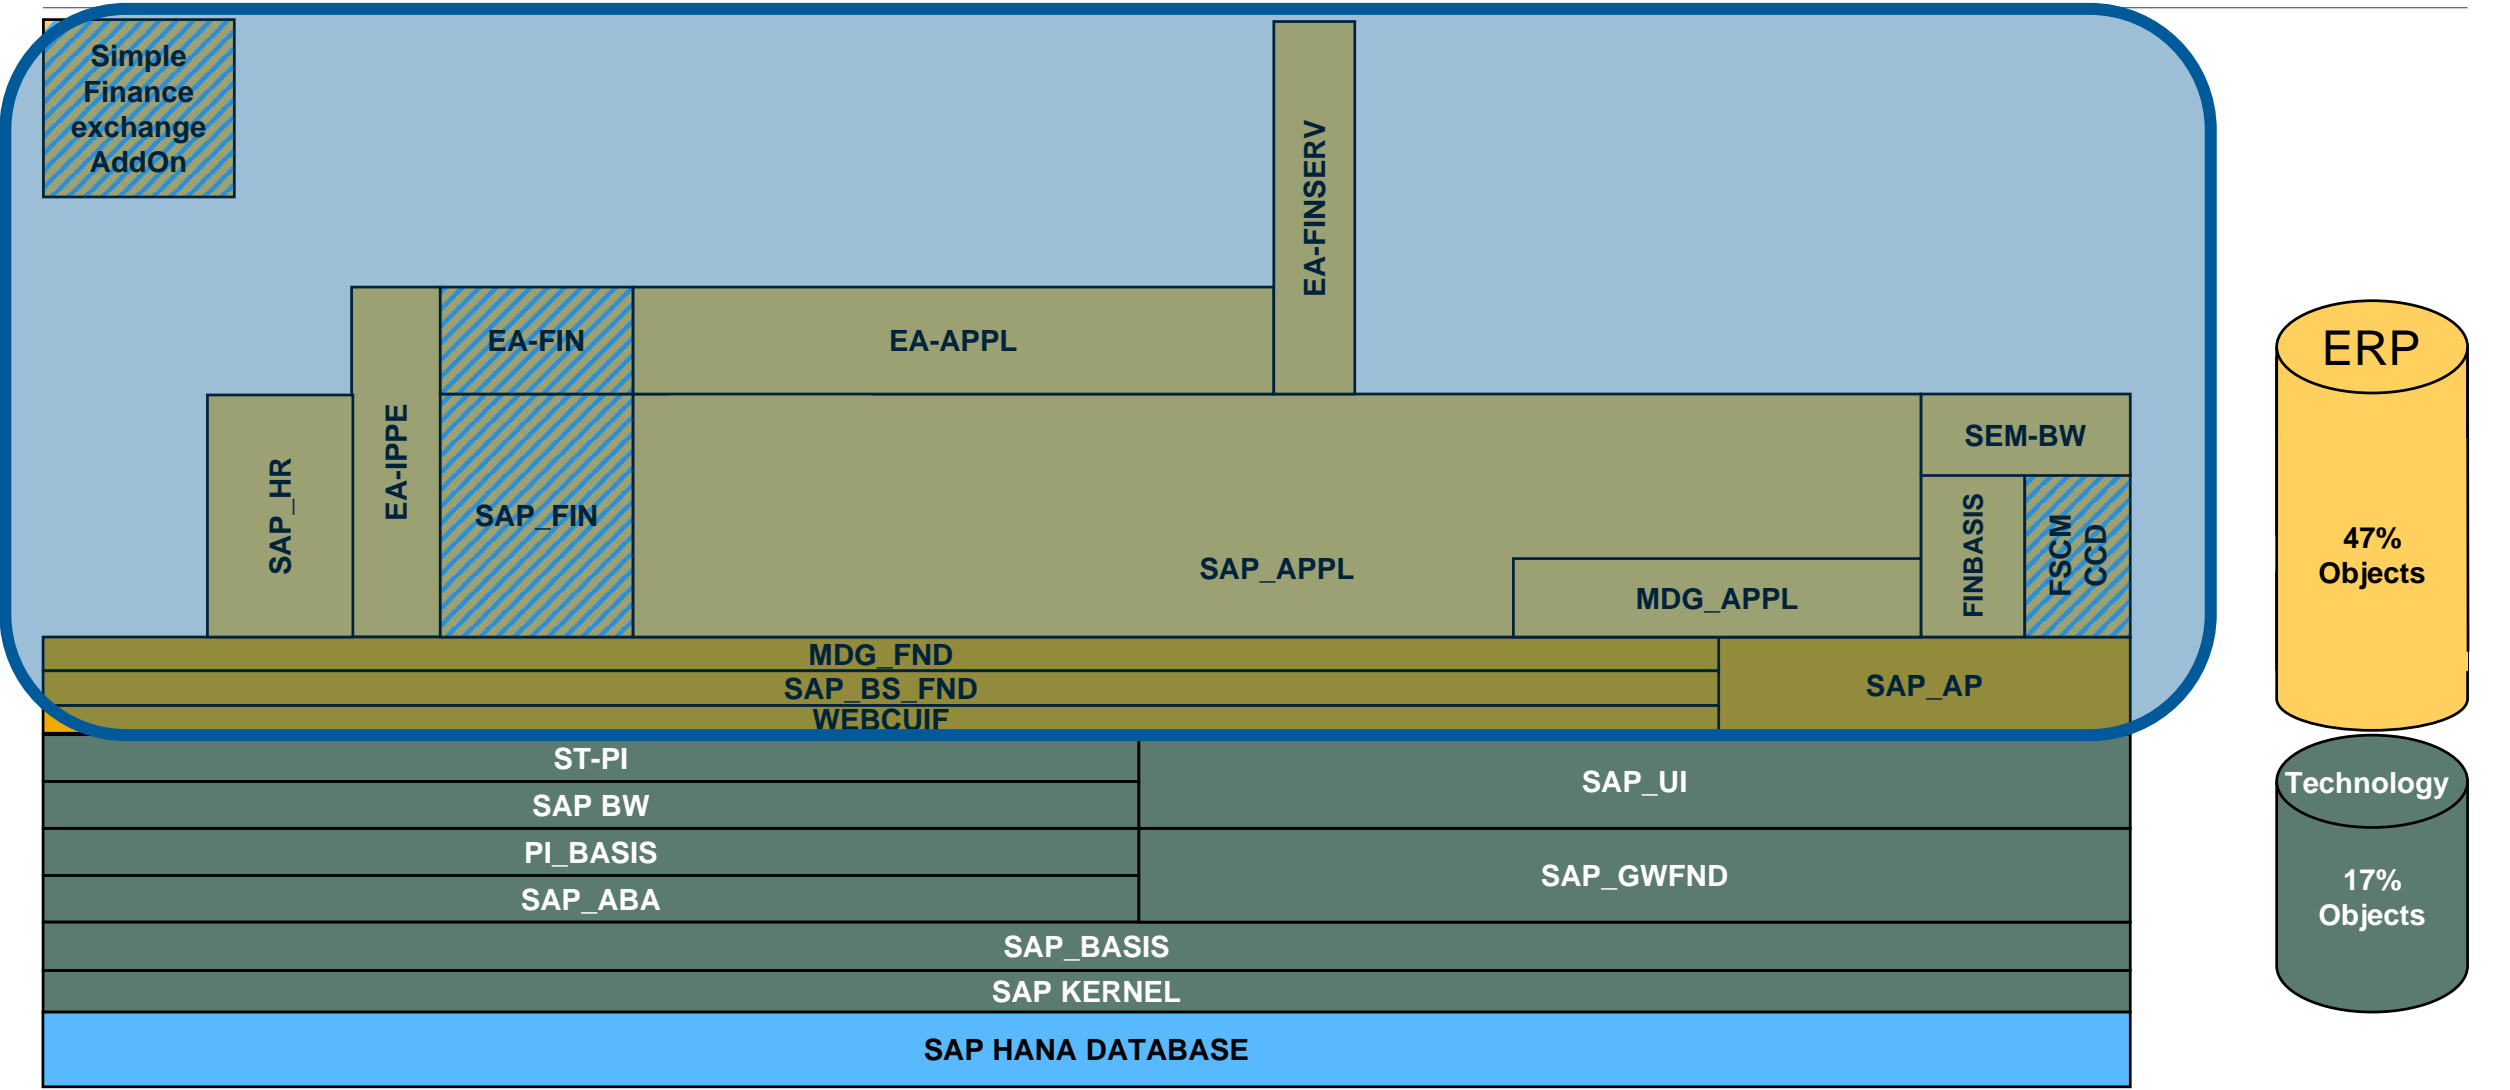 Simple
Finance
exchange
AddOn
EA-FINSERV
EA-FIN
EA-APPL
ERP
SAP_HR
EA-IPPE
SAP_FIN
SAP_APPL
MDG_APPL
SEM-BW
FINBASIS
FSCM
CCD
47%
Objects
MDG_FND
SAP_BS_FND
WEBCUIF
SAP_AP
ST-PI
SAP BW
SAP_UI
Technology
PI_BASIS
SAP_ABA
SAP_GWFND
17%
Objects
SAP_BASIS
SAP KERNEL
SAP HANA DATABASE